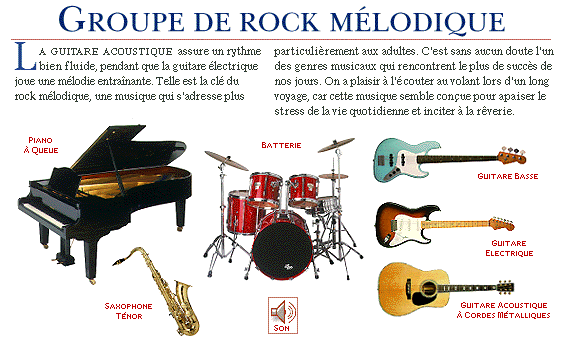 GROUPE DE ROCK MÉLODIQUE
LA GUITARE ACOUSTIQUE assure un rythme
bien fluide, pendant que la guitare électrique
joue une mélodie entraînante. Telle est la clé du
rock mélodique, une musique qui s'adresse plus
particulièrement aux adultes. C'est sans aucun doute l'un
des genres musicaux qui rencontrent le plus de succès de
nos jours. On a plaisir à l'écouter au volant lors d'un long
voyage, car cette musique semble conçue pour apaiser le
stress de la vie quotidienne et inciter à la rêverie.
PIANO
À QUEUE
BATTERIE
GUITARE BASSE
GUITARE
ELECTRIQUE
SAXOPHONE
TÉNOR
SON
GUITARE ACOUSTIQUE
À CORDES MÉTALLIQUES